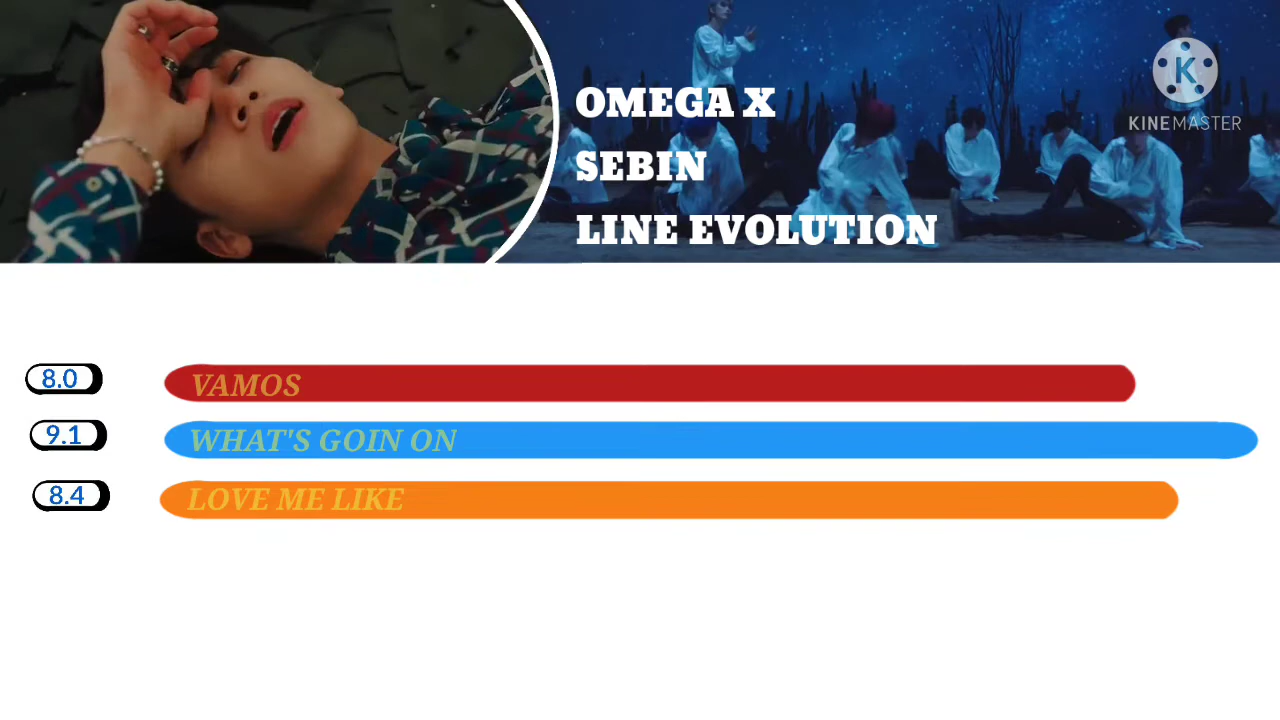 OMEGA X
SEBIN
LINE EVOLUTION
K
KINEMASTER
8.0 VAMOS
9.1 WHAT'S GOIN ON
8.4 LOVE ME LIKE